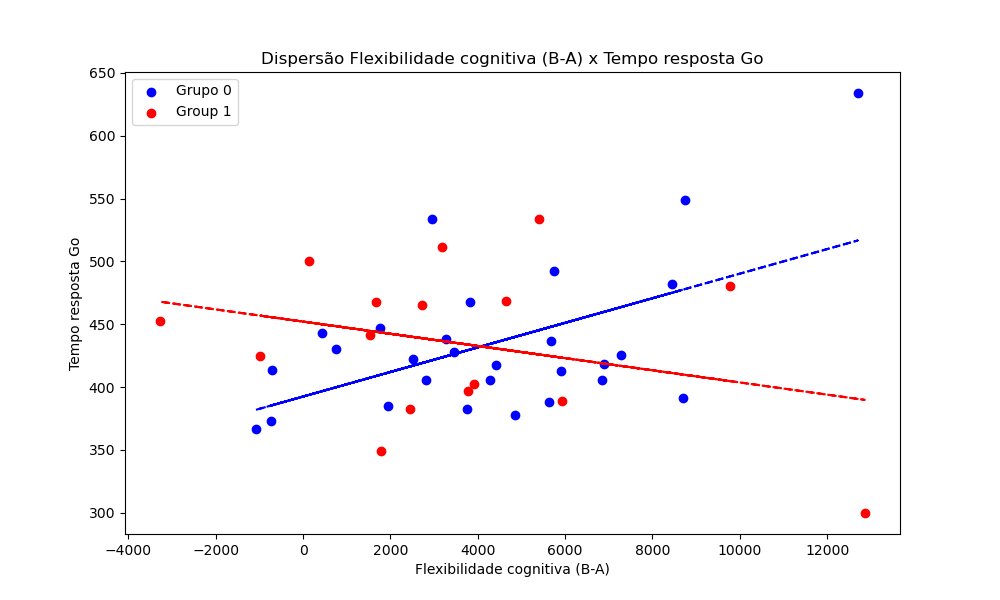 Dispersão Flexibilidade cognitiva (B-A) x Tempo resposta Go
Grupo 0
Group 1
Tempo resposta Go
650
600
550
500
450
400
350
300
−4000 −2000 0 2000 4000 6000 8000 10000 12000
Flexibilidade cognitiva (B-A)